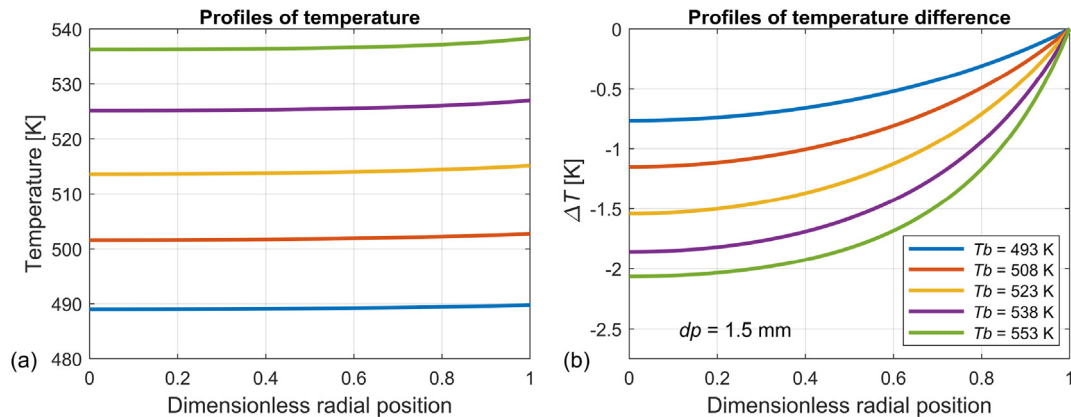 Profiles of temperature
540
530
520
510
500
490
480
Temperature [K]
0
0.2
0.4
0.6
0.8
1
Dimensionless radial position
(a)
Profiles of temperature difference
0
-0.5
-1
-1.5
-2
-2.5
ΔT [K]
Tb = 493 K
Tb = 508 K
Tb = 523 K
Tb = 538 K
Tb = 553 K
dp = 1.5 mm
0
0.2
0.4
0.6
0.8
1
Dimensionless radial position
(b)